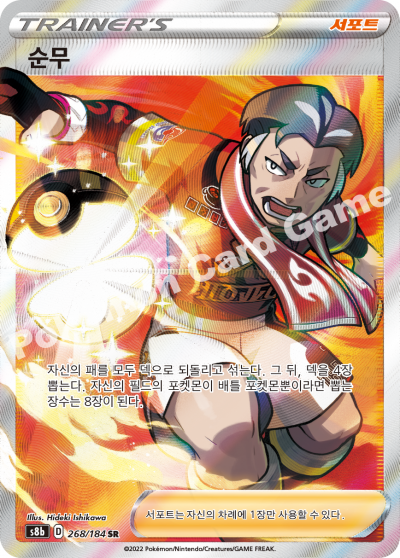 TRAINER'S
서포트
순무
Pokémon Card Game
자신의 패를 모두 덱으로 되돌리고 섞는다. 그 뒤, 덱을 4장
뽑는다. 자신의 필드의 포켓몬이 배틀 포켓몬뿐이라면 뽑는
장수는 8장이 된다.
Illus. Hideki Ishikawa
s8b D 268/184 SR
서포트는 자신의 차례에 1장만 사용할 수 있다.
©2022 Pokémon/Nintendo/Creatures/GAME FREAK.